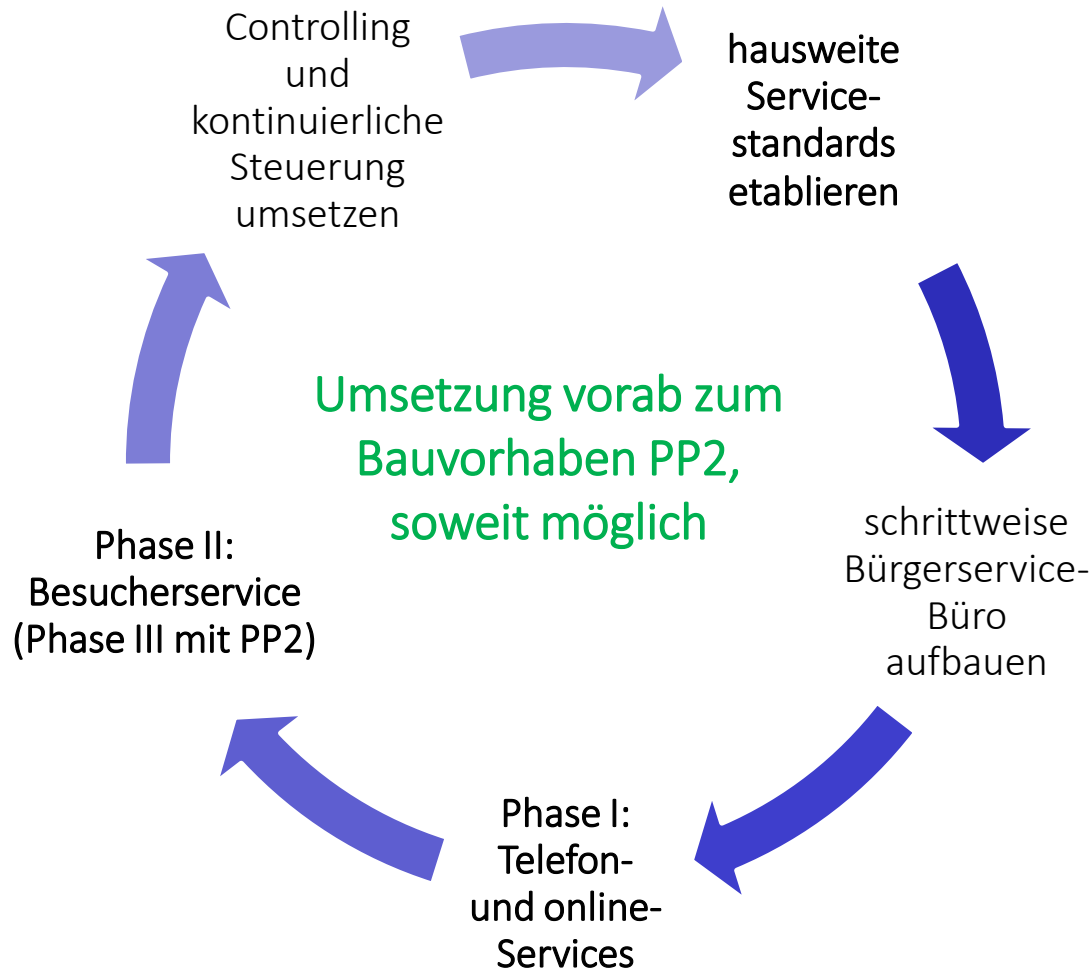 Controlling
und
kontinuierliche
Steuerung
umsetzen
hausweite
Service-
standards
etablieren
schrittweise
Bürgerservice-
Büro
aufbauen
Phase I:
Telefon-
und online-
Services
Phase II:
Besucherservice
(Phase III mit PP2)
Umsetzung vorab zum
Bauvorhaben PP2,
soweit möglich